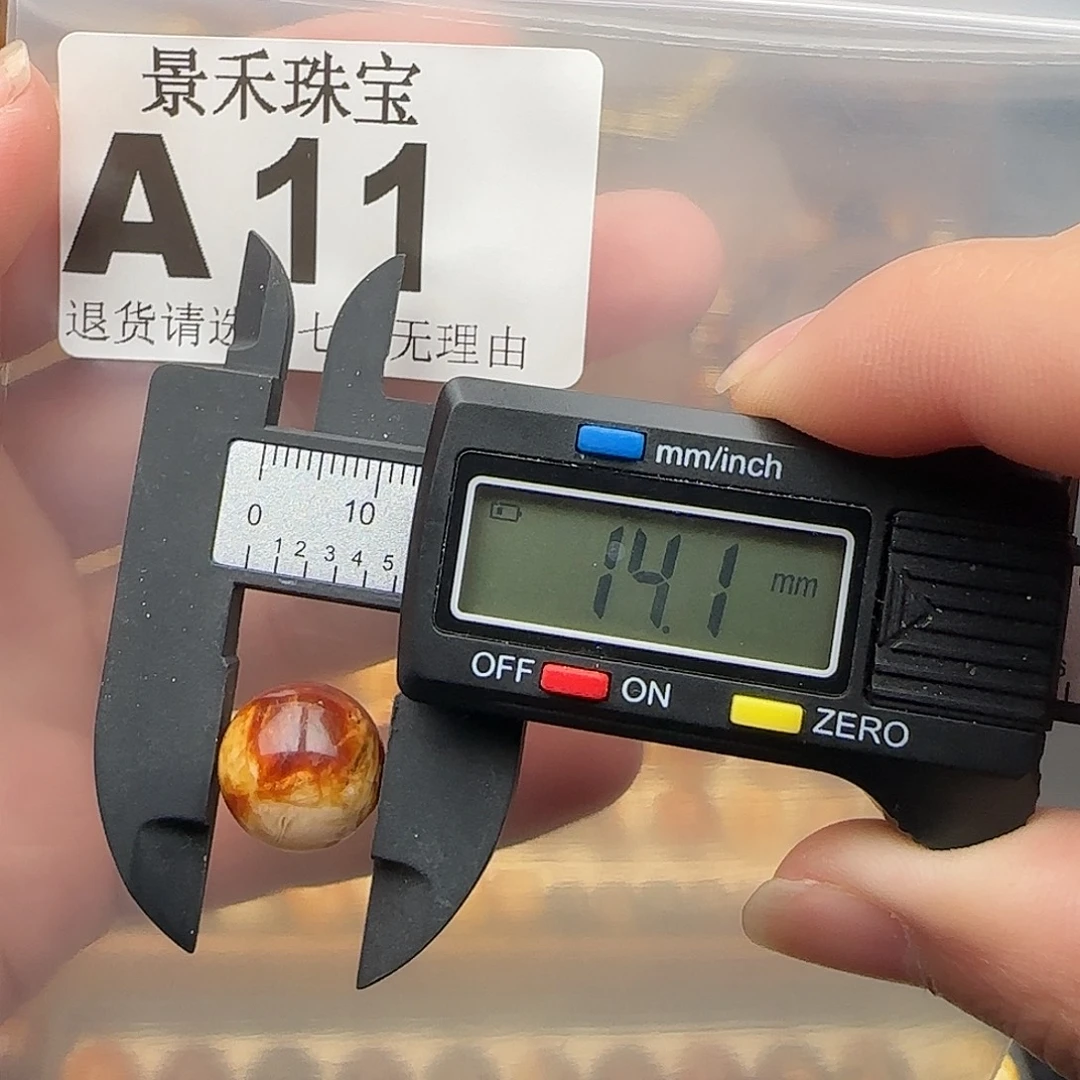 景禾珠宝
A 11
退货请选 七 无理由
mm/inch
0 10
1 2 3 4 5
14.1 mm
OFF ON ZERO